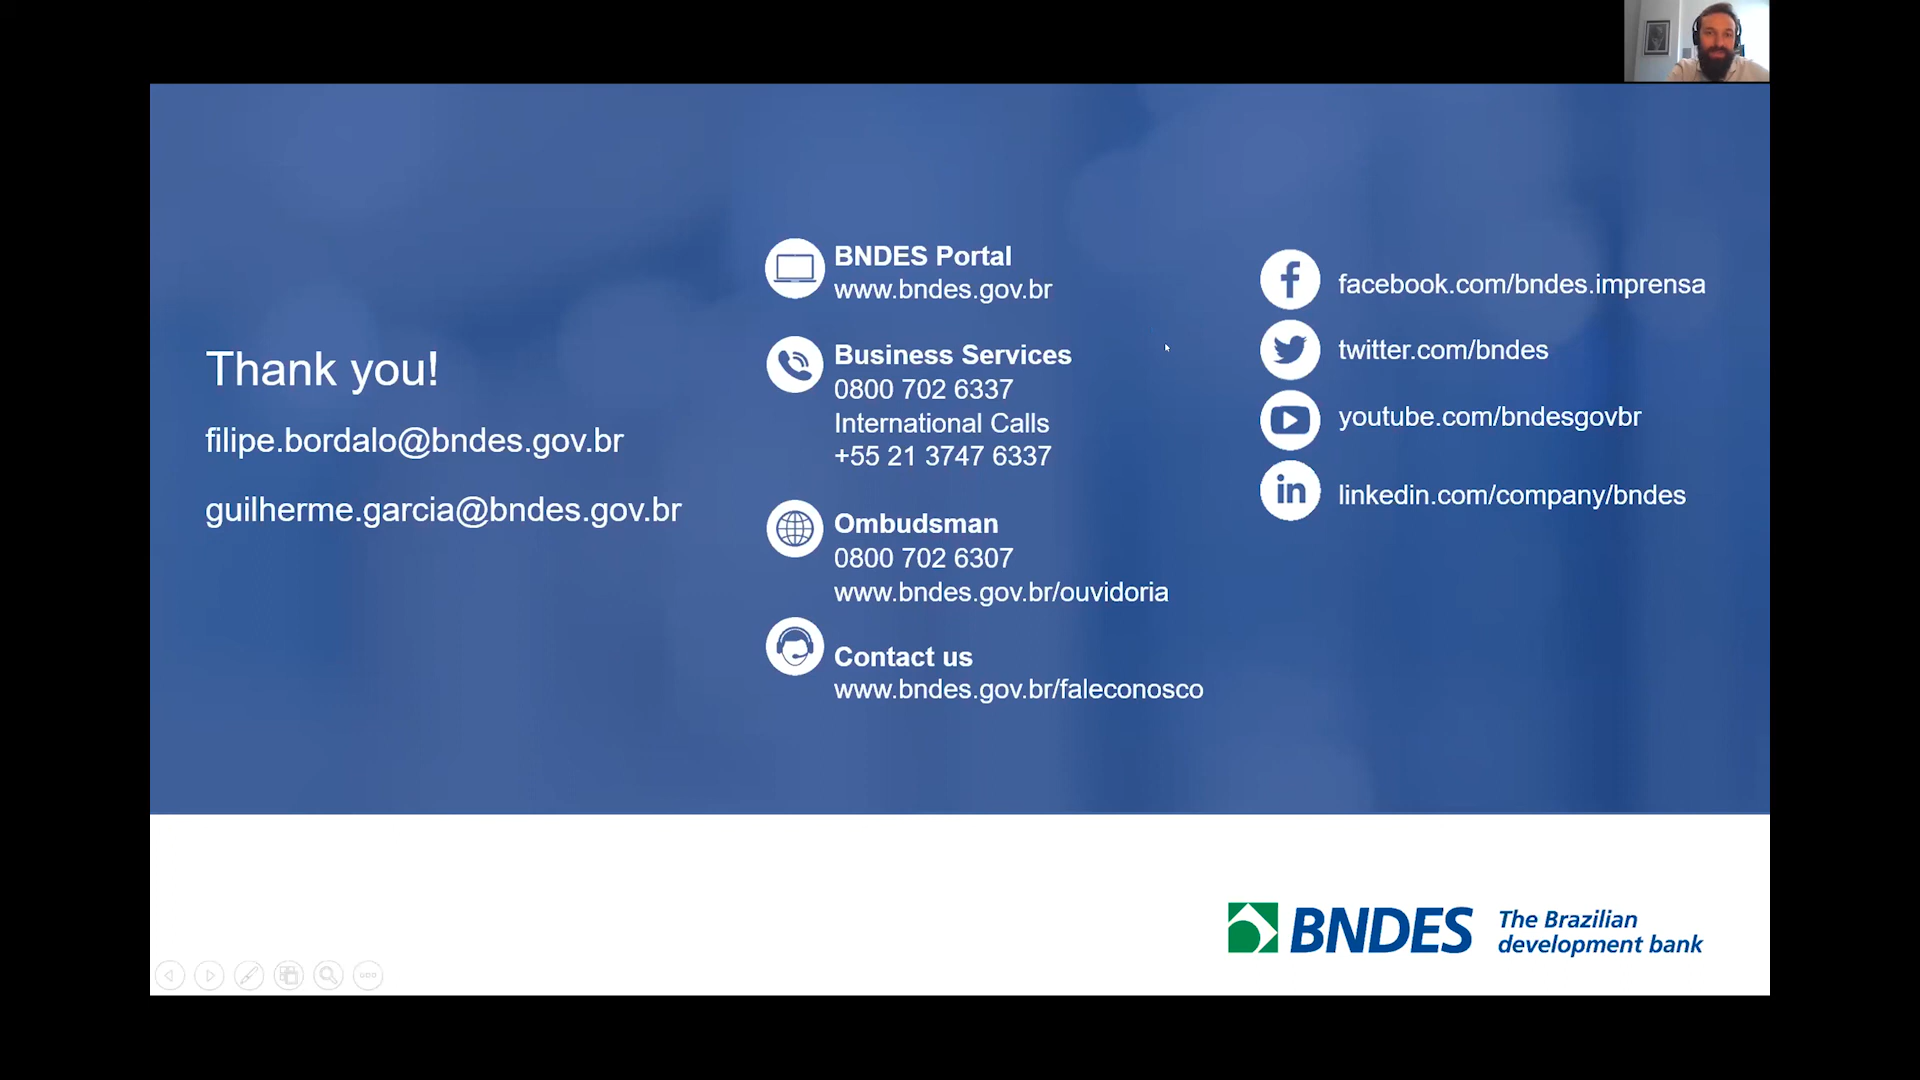 Thank you!
filipe.bordalo@bndes.gov.br
guilherme.garcia@bndes.gov.br
BNDES Portal
www.bndes.gov.br
Business Services
0800 702 6337
International Calls
+55 21 3747 6337
Ombudsman
0800 702 6307
www.bndes.gov.br/ouvidoria
Contact us
www.bndes.gov.br/faleconosco
facebook.com/bndes.imprensa
twitter.com/bndes
youtube.com/bndesgovbr
linkedin.com/company/bndes
BNDES
The Brazilian
development bank